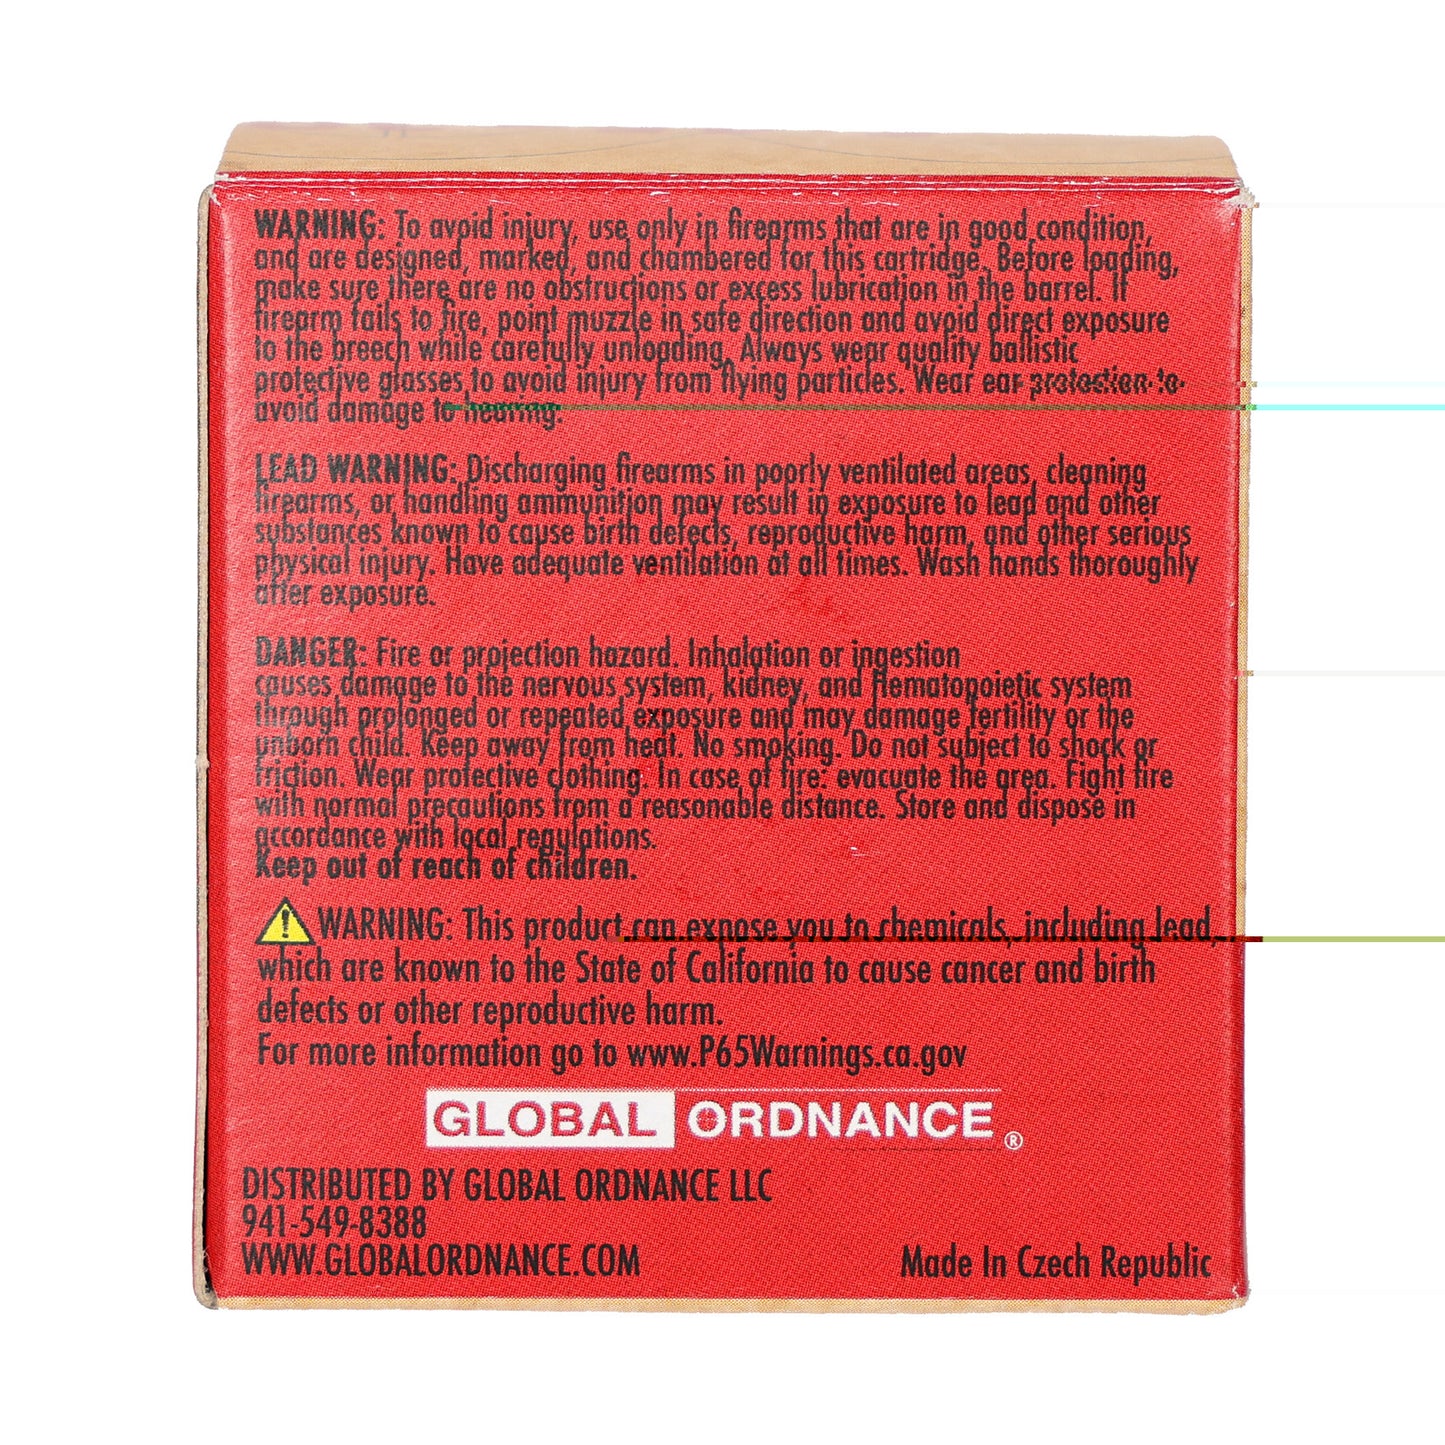 WARNING: To avoid injury, use only in firearms that are in good condition,
and are designed, marked, and chambered for this cartridge. Before loading,
make sure there are no obstructions or excess lubrication in the barrel. If
firearm fails to fire, point muzzle in safe direction and avoid direct exposure
to the breech while carefully unloading. Always wear quality ballistic
protective glasses to avoid injury from flying particles. Wear ear protection to
avoid damage to hearing.
LEAD WARNING: Discharging firearms in poorly ventilated areas, cleaning
firearms, or handling ammunition may result in exposure to lead and other
substances known to cause birth defects, reproductive harm, and other serious
physical injury. Have adequate ventilation at all times. Wash hands thoroughly
after exposure.
DANGER: Fire or projection hazard. Inhalation or ingestion
causes damage to the nervous system, kidney, and Hematopoietic system
through prolonged or repeated exposure and may damage fertility or the
unborn child. Keep away from heat. No smoking. Do not subject to shock or
friction. Wear protective clothing. In case of fire: evacuate the area. Fight fire
with normal precautions from a reasonable distance. Store and dispose in
accordance with local regulations.
Keep out of reach of children.
WARNING: This product can expose you to chemicals, including lead,
which are known to the State of California to cause cancer and birth
defects or other reproductive harm.
For more information go to www.P65Warnings.ca.gov
GLOBAL ORDNANCE ®
DISTRIBUTED BY GLOBAL ORDNANCE LLC
941-549-8388
WWW.GLOBALORDNANCE.COM
Made In Czech Republic